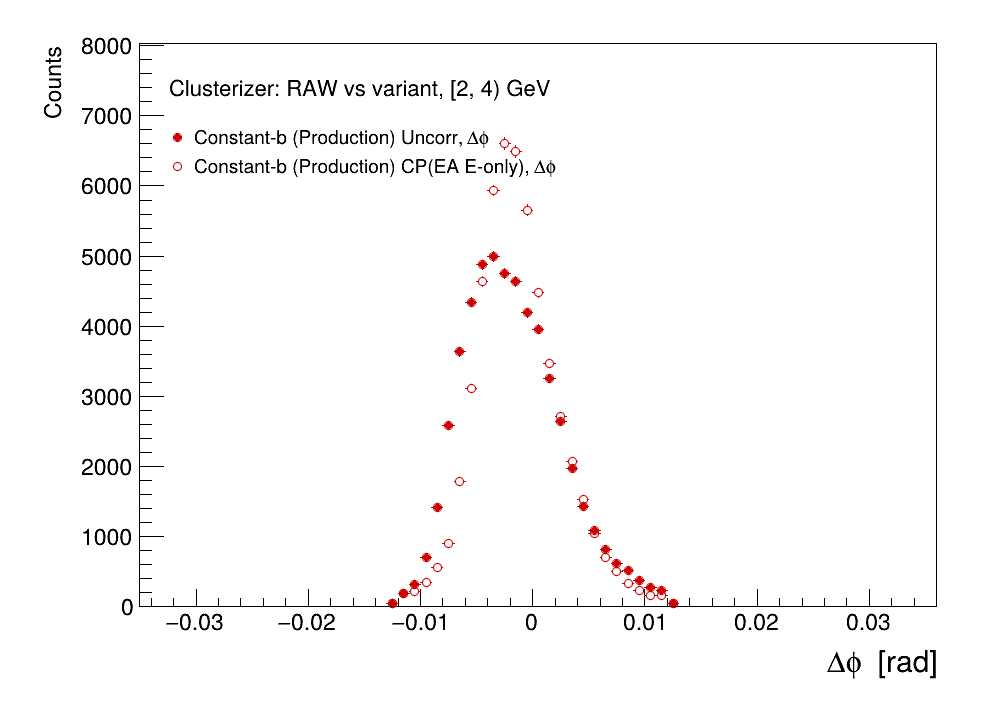 Counts
8000
7000
6000
5000
4000
3000
2000
1000
0
Clusterizer: RAW vs variant, [2, 4) GeV
Constant-b (Production) Uncorr, Δϕ
Constant-b (Production) CP(EA E-only), Δϕ
−0.03 −0.02 −0.01 0 0.01 0.02 0.03
Δϕ [rad]